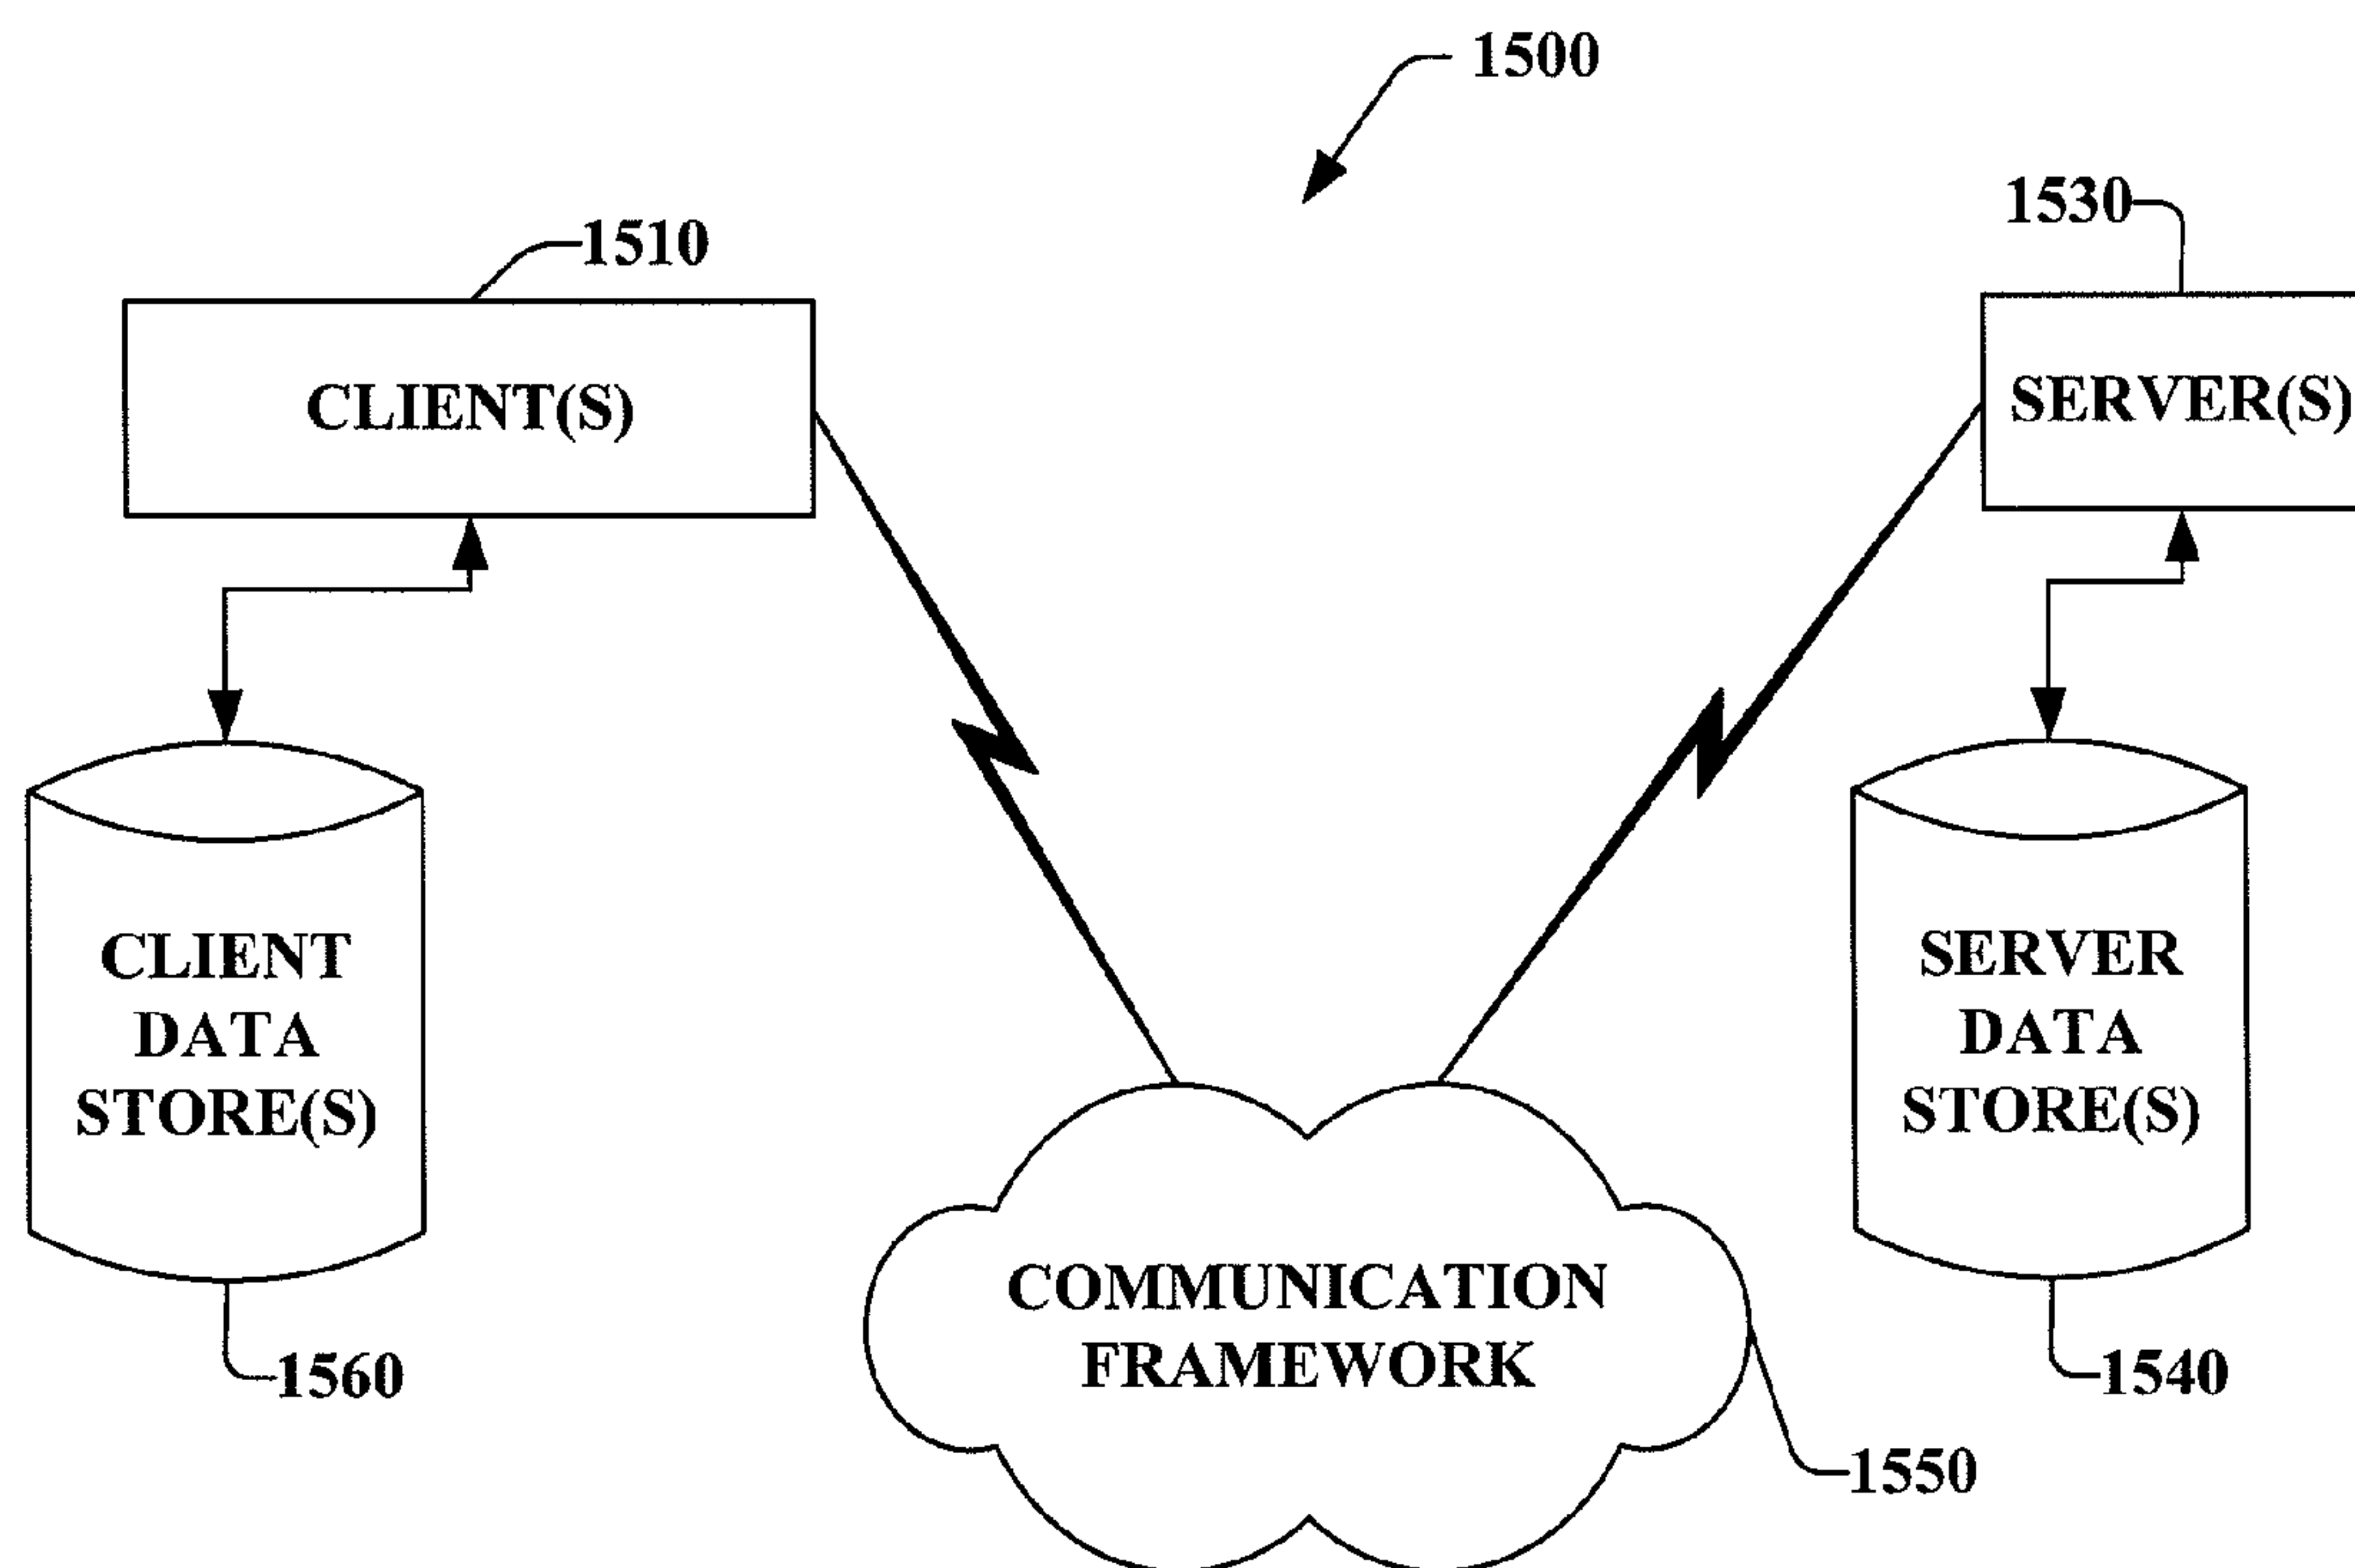 1500
1530
1510
CLIENT(S)
SERVER(S)
CLIENT
DATA
STORE(S)
SERVER
DATA
STORE(S)
COMMUNICATION
FRAMEWORK
1560
1540
1550